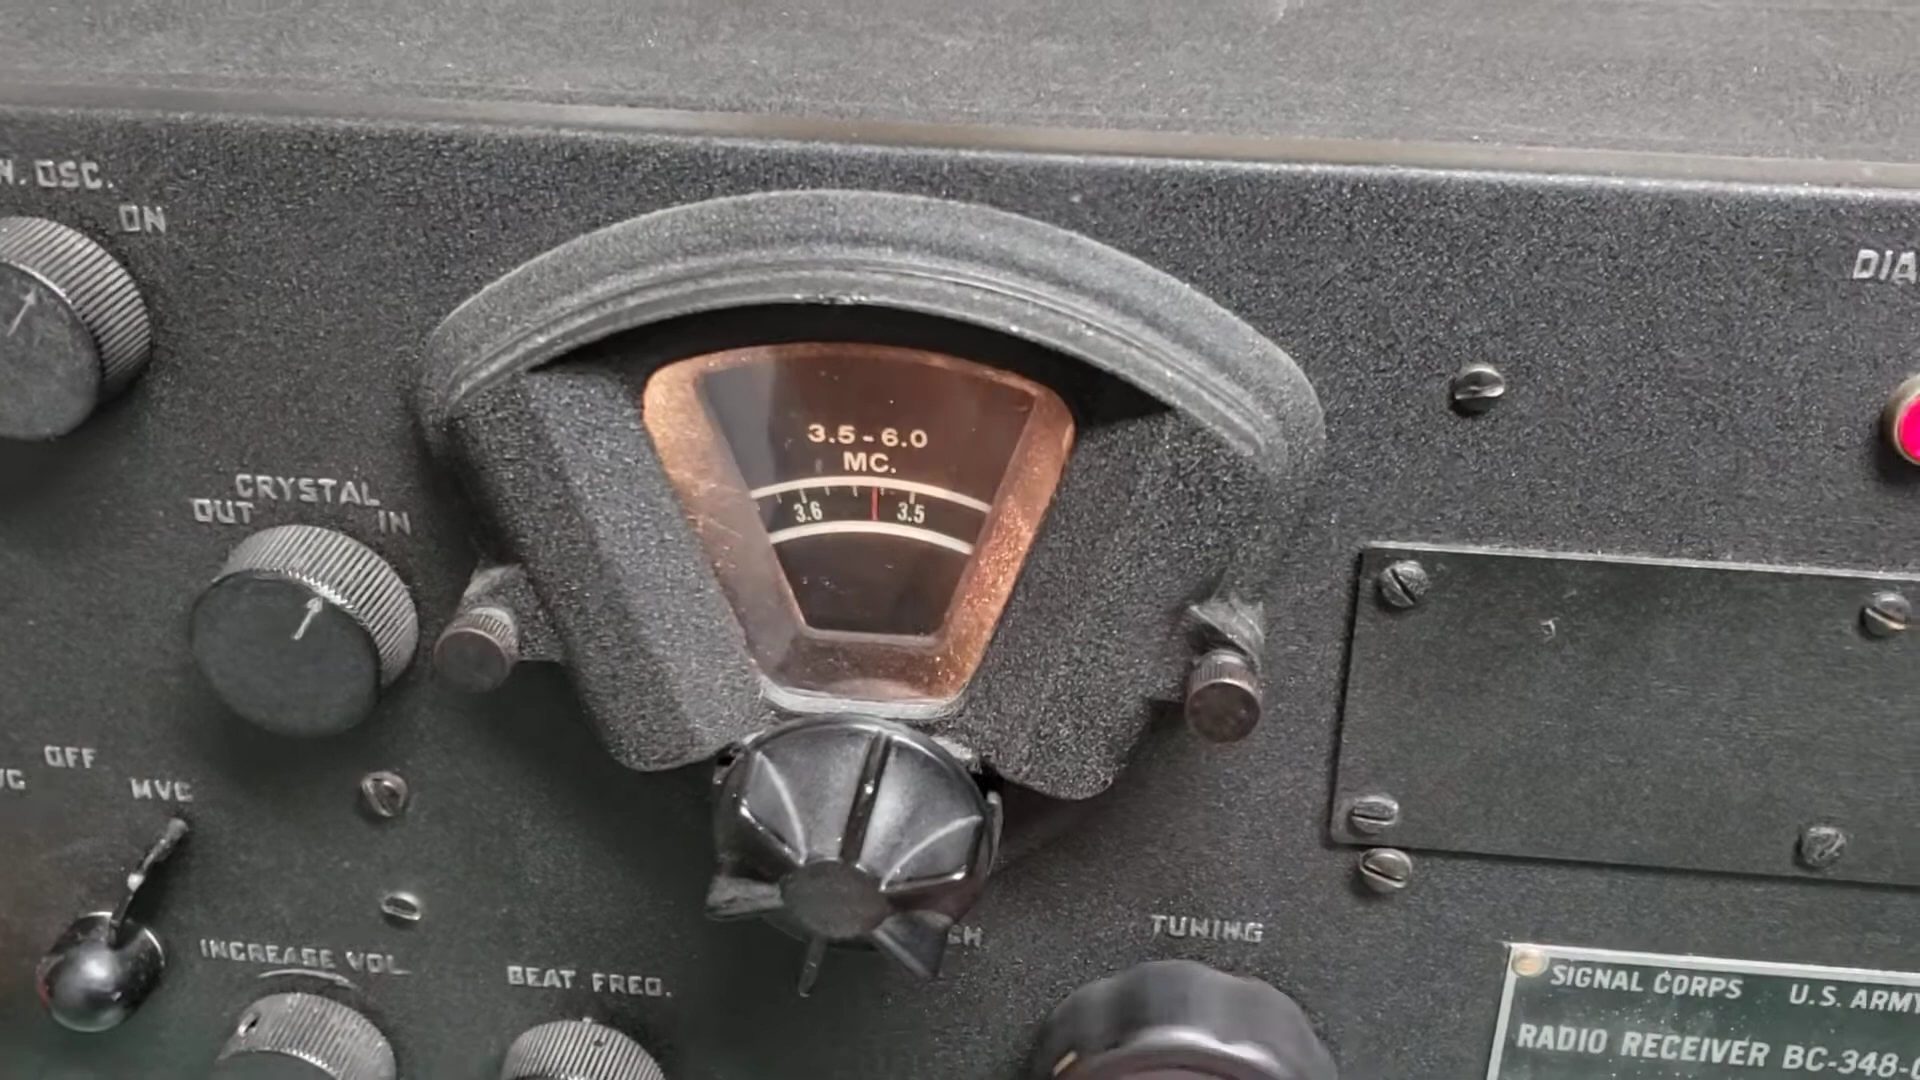 OSC.
ON
3.5-6.0
MC.
3.6 3.5
CRYSTAL
OUT IN
OFF
MVC
INCREASE VOL.
BEAT FREQ.
TUNING
SIGNAL CORPS U.S. ARMY
RADIO RECEIVER BC-348-